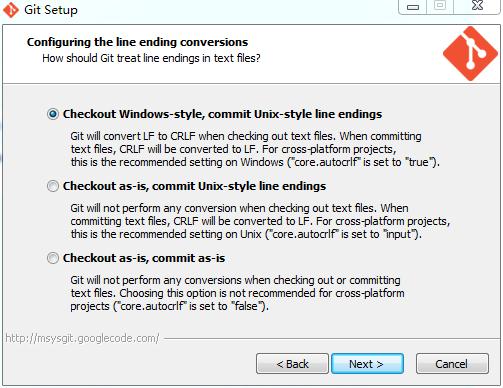 Git Setup
Configuring the line ending conversions
How should Git treat line endings in text files?
Checkout Windows-style, commit Unix-style line endings
Git will convert LF to CRLF when checking out text files. When committing
text files, CRLF will be converted to LF. For cross-platform projects,
this is the recommended setting on Windows ("core.autocrlf" is set to "true").
Checkout as-is, commit Unix-style line endings
Git will not perform any conversion when checking out text files. When
committing text files, CRLF will be converted to LF. For cross-platform projects,
this is the recommended setting on Unix ("core.autocrlf" is set to "input").
Checkout as-is, commit as-is
Git will not perform any conversions when checking out or committing
text files. Choosing this option is not recommended for cross-platform
projects ("core.autocrlf" is set to "false").
http://msysgit.googlecode.com/
< Back
Next >
Cancel